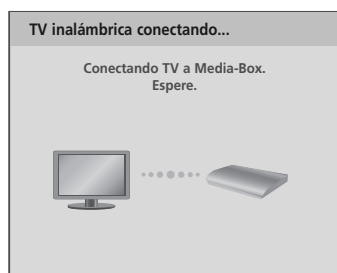 TV inalámbrica conectando...
Conectando TV a Media-Box.
Espere.